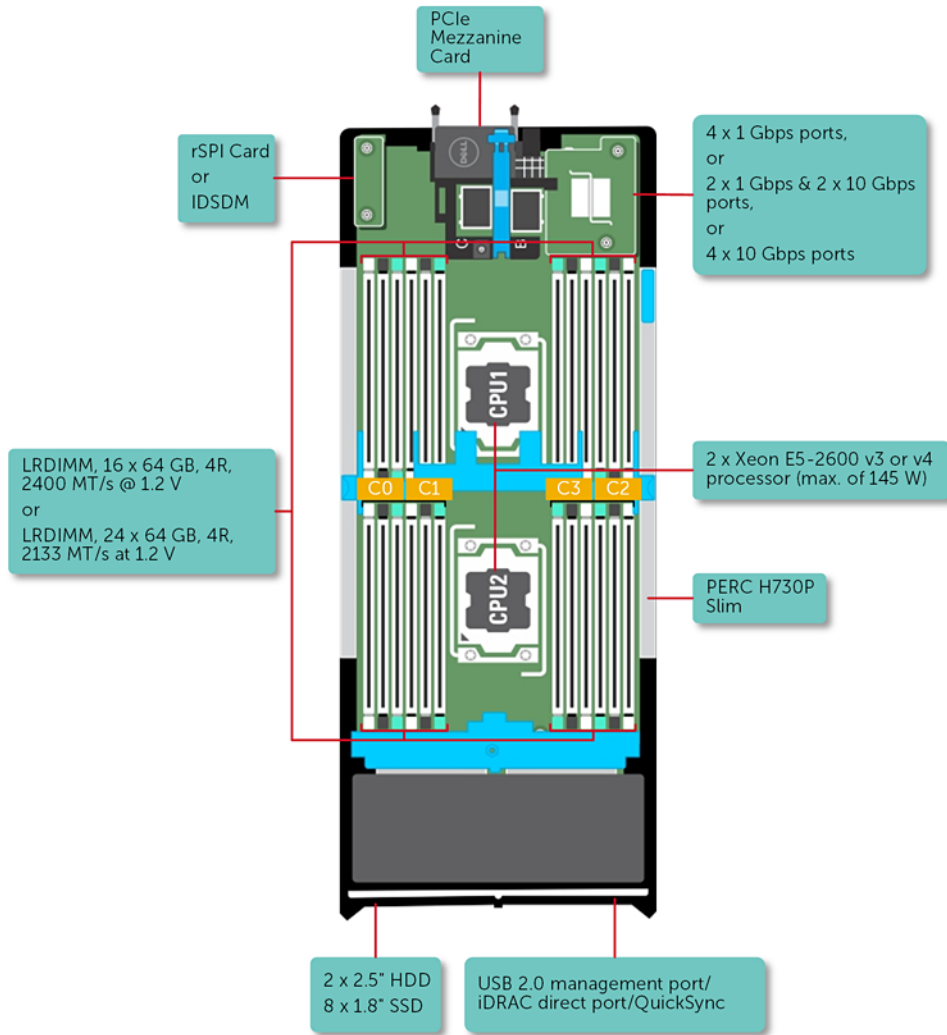 PCIe
Mezzanine
Card
rSPI Card
or
IDSDM
4 x 1 Gbps ports,
or
2 x 1 Gbps & 2 x 10 Gbps
ports,
or
4 x 10 Gbps ports
DELL
C
B
CPU1
LRDIMM, 16 x 64 GB, 4R,
2400 MT/s @ 1.2 V
or
LRDIMM, 24 x 64 GB, 4R,
2133 MT/s at 1.2 V
C0 C1 C3 C2
2 x Xeon E5-2600 v3 or v4
processor (max. of 145 W)
CPU2
PERC H730P
Slim
2 x 2.5" HDD
8 x 1.8" SSD
USB 2.0 management port/
iDRAC direct port/QuickSync